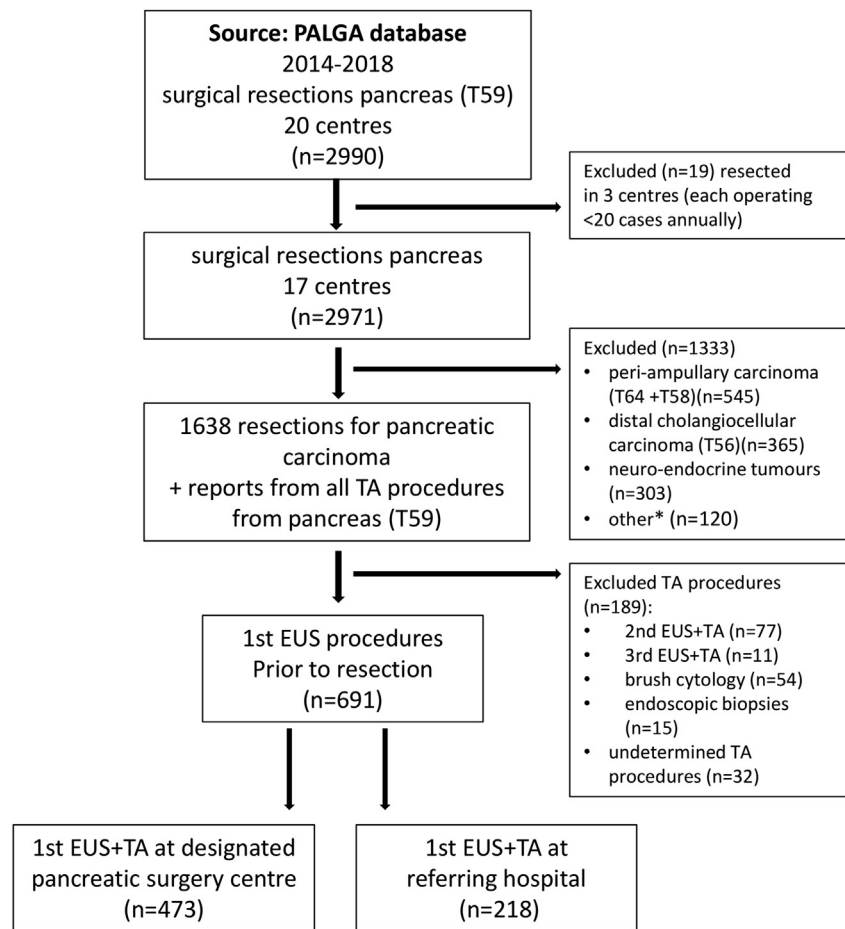 Source: PALGA database
2014-2018
surgical resections pancreas (T59)
20 centres
(n=2990)
Excluded (n=19) resected
in 3 centres (each operating
<20 cases annually)
surgical resections pancreas
17 centres
(n=2971)
Excluded (n=1333)
• peri-ampullary carcinoma
(T64 +T58)(n=545)
• distal cholangiocellular
carcinoma (T56)(n=365)
• neuro-endocrine tumours
(n=303)
• other* (n=120)
1638 resections for pancreatic
carcinoma
+ reports from all TA procedures
from pancreas (T59)
Excluded TA procedures
(n=189):
• 2nd EUS+TA (n=77)
• 3rd EUS+TA (n=11)
• brush cytology (n=54)
• endoscopic biopsies
(n=15)
• undetermined TA
procedures (n=32)
1st EUS procedures
Prior to resection
(n=691)
1st EUS+TA at designated
pancreatic surgery centre
(n=473)
1st EUS+TA at
referring hospital
(n=218)